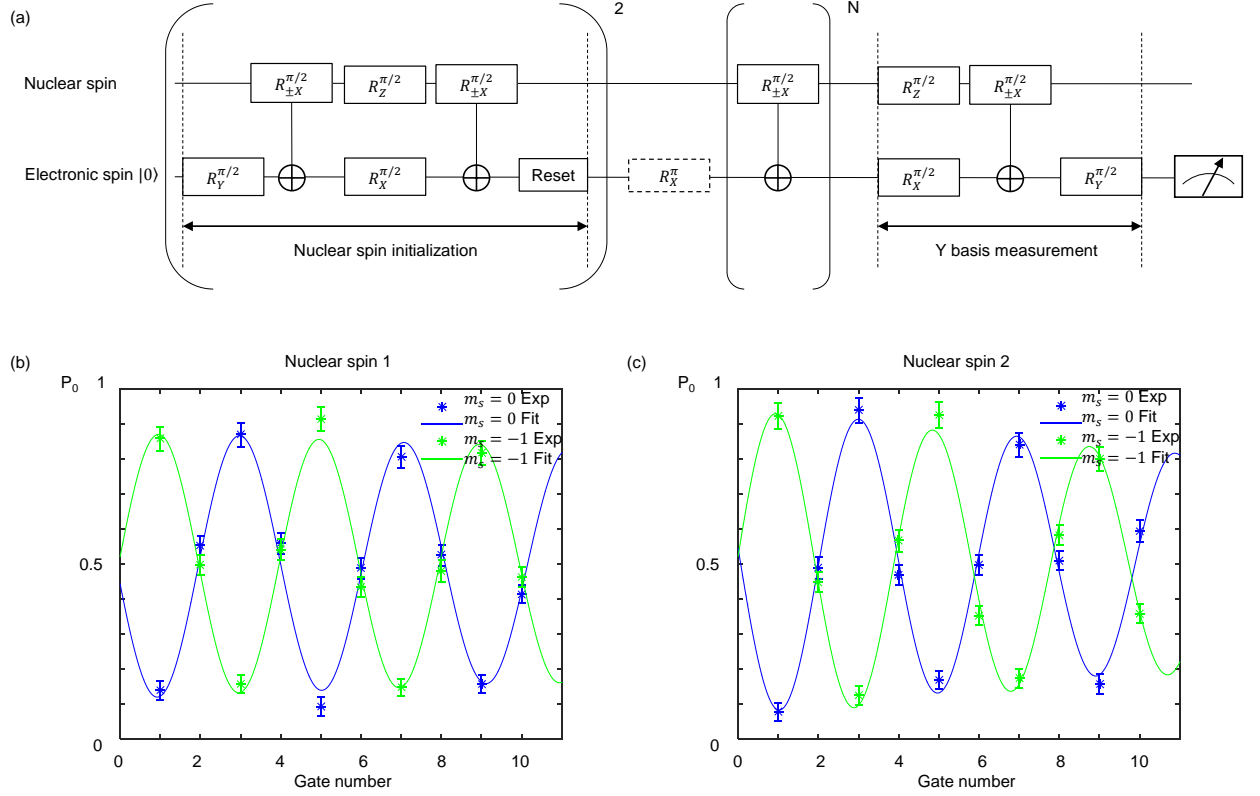 (a)
2
N
Nuclear spin
R_{±X}^{π/2}
R_Z^{π/2}
R_{±X}^{π/2}
R_{±X}^{π/2}
R_Z^{π/2}
R_{±X}^{π/2}
Electronic spin |0⟩
R_Y^{π/2}
R_X^{π/2}
Reset
R_X^π
R_X^{π/2}
R_Y^{π/2}
Nuclear spin initialization
Y basis measurement
(b)
Nuclear spin 1
P₀
1
0.5
0
m_s = 0 Exp
m_s = 0 Fit
m_s = −1 Exp
m_s = −1 Fit
0 2 4 6 8 10
Gate number
(c)
Nuclear spin 2
P₀
1
0.5
0
m_s = 0 Exp
m_s = 0 Fit
m_s = −1 Exp
m_s = −1 Fit
0 2 4 6 8 10
Gate number